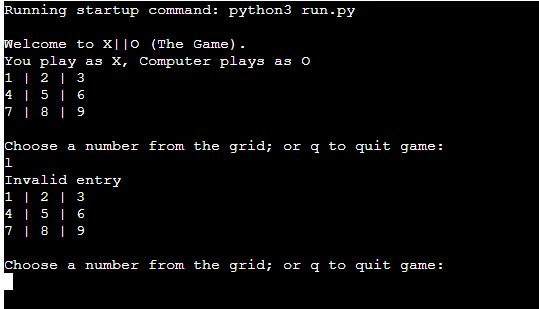 Running startup command: python3 run.py
Welcome to X||O (The Game).
You play as X, Computer plays as O
1 | 2 | 3
4 | 5 | 6
7 | 8 | 9
Choose a number from the grid; or q to quit game:
l
Invalid entry
1 | 2 | 3
4 | 5 | 6
7 | 8 | 9
Choose a number from the grid; or q to quit game: